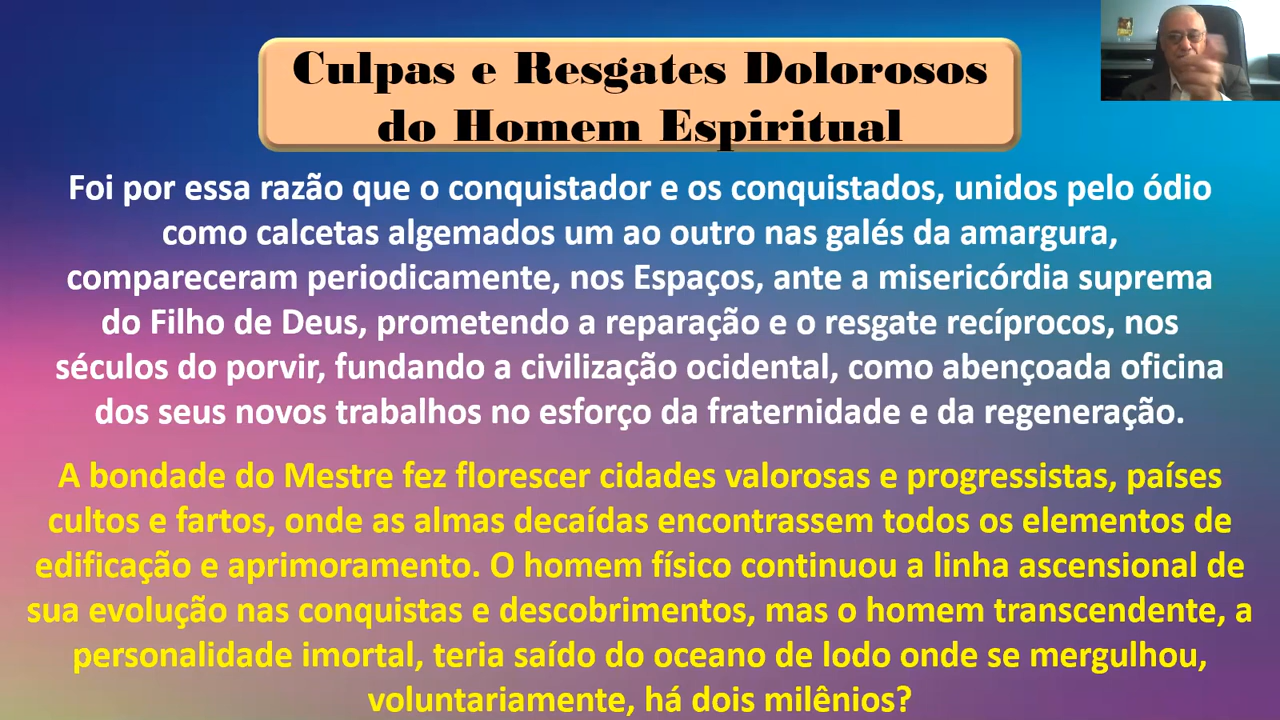 Culpas e Resgates Dolorosos
do Homem Espiritual
Foi por essa razão que o conquistador e os conquistados, unidos pelo ódio
como calcetas algemados um ao outro nas galés da amargura,
compareceram periodicamente, nos Espaços, ante a misericórdia suprema
do Filho de Deus, prometendo a reparação e o resgate recíprocos, nos
séculos do porvir, fundando a civilização ocidental, como abençoada oficina
dos seus novos trabalhos no esforço da fraternidade e da regeneração.
A bondade do Mestre fez florescer cidades valorosas e progressistas, países
cultos e fartos, onde as almas decaídas encontrassem todos os elementos de
edificação e aprimoramento. O homem físico continuou a linha ascensional de
sua evolução nas conquistas e descobrimentos, mas o homem transcendente, a
personalidade imortal, teria saído do oceano de lodo onde se mergulhou,
voluntariamente, há dois milênios?